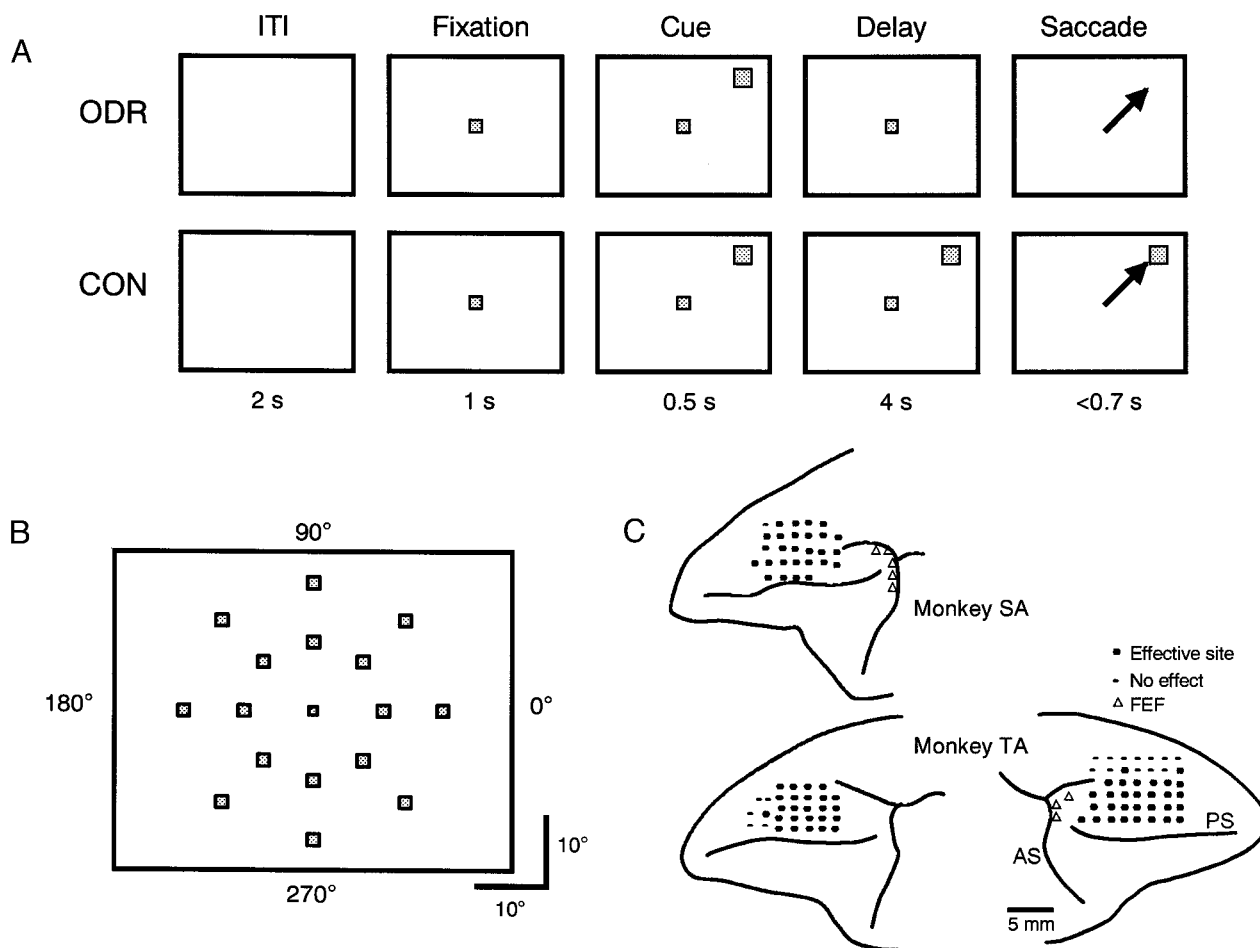 A
ITI Fixation Cue Delay Saccade
ODR
CON
2 s 1 s 0.5 s 4 s <0.7 s
B
90°
180°
0°
270°
10°
10°
C
Monkey SA
Effective site
No effect
FEF
Monkey TA
PS
AS
5 mm